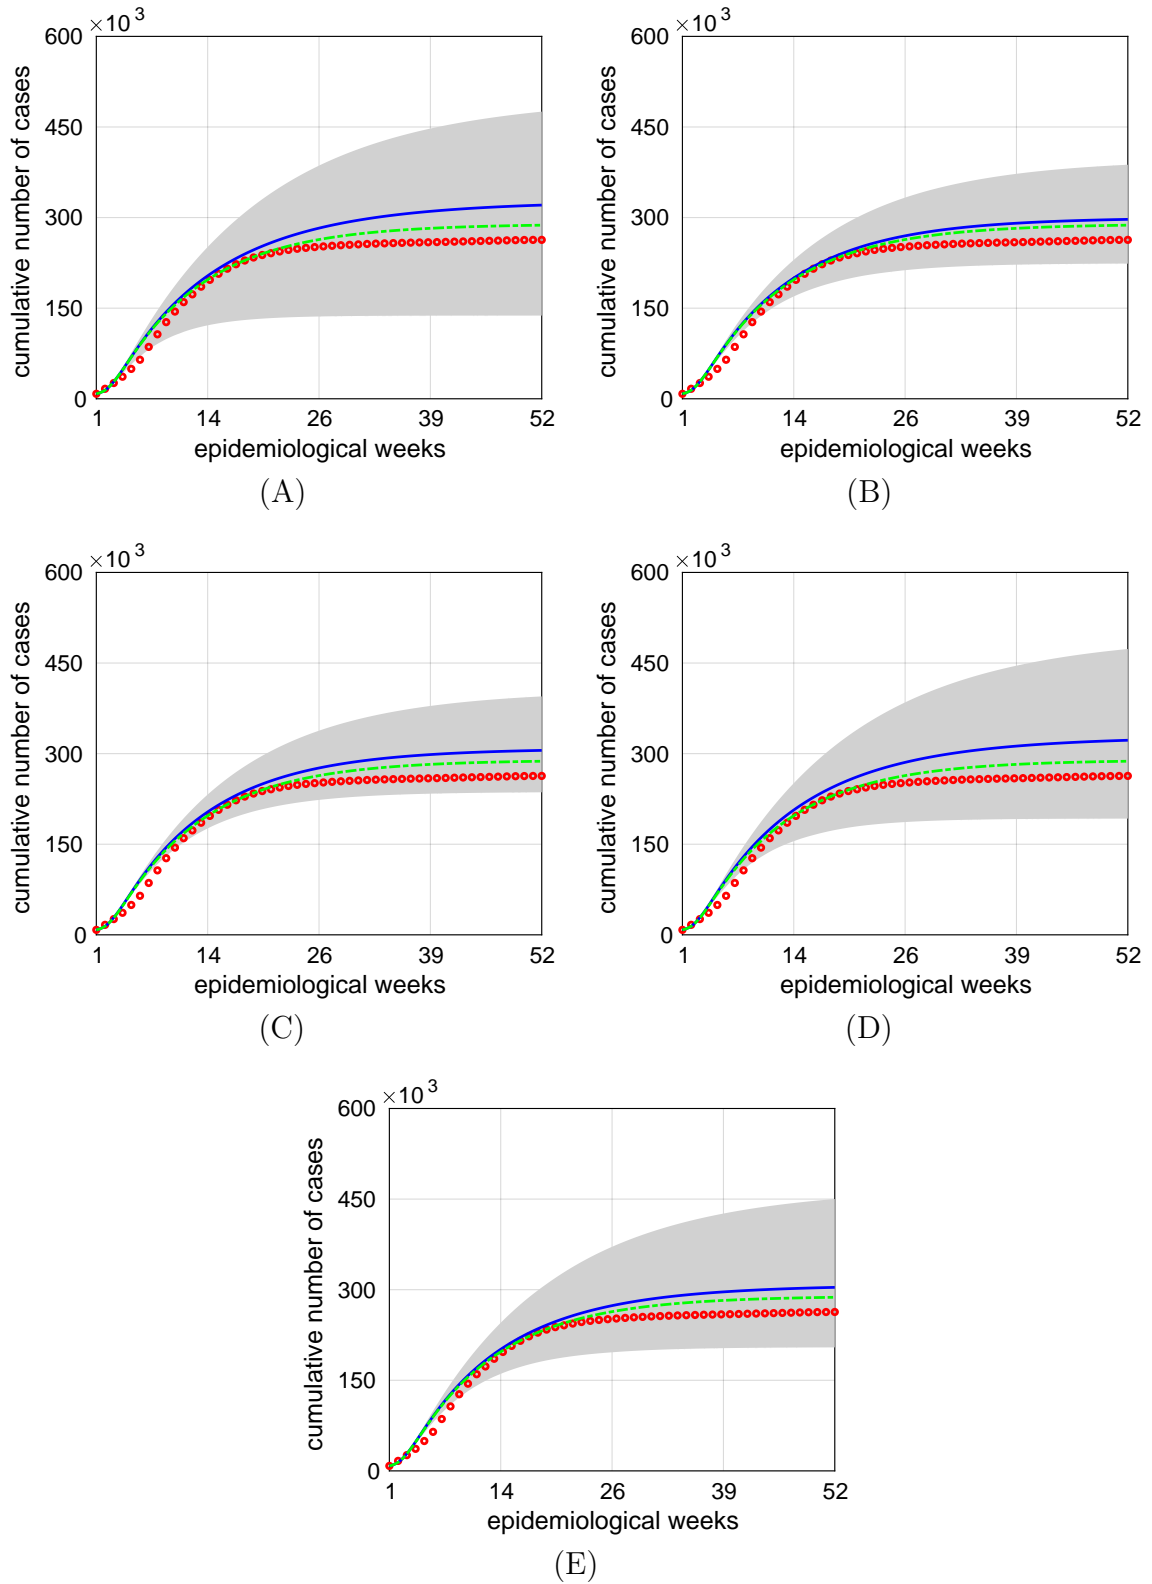 ×10 3
600
450
300
150
0
cumulative number of cases
1 14 26 39 52
epidemiological weeks
(A)
×10 3
600
450
300
150
0
cumulative number of cases
1 14 26 39 52
epidemiological weeks
(B)
×10 3
600
450
300
150
0
cumulative number of cases
1 14 26 39 52
epidemiological weeks
(C)
×10 3
600
450
300
150
0
cumulative number of cases
1 14 26 39 52
epidemiological weeks
(D)
×10 3
600
450
300
150
0
cumulative number of cases
1 14 26 39 52
epidemiological weeks
(E)